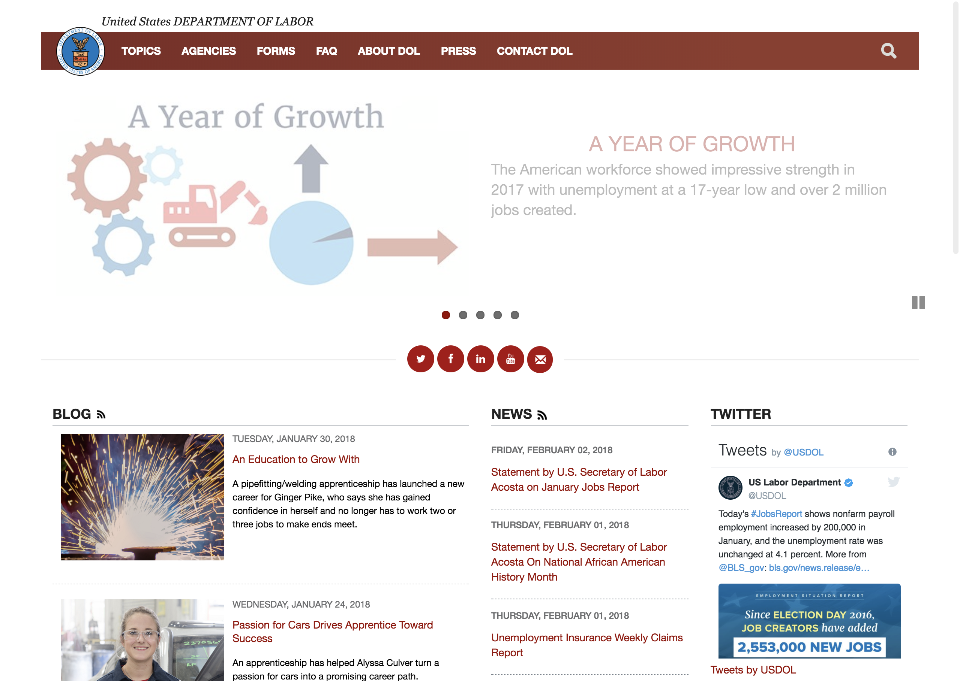 United States DEPARTMENT OF LABOR
TOPICS AGENCIES FORMS FAQ ABOUT DOL PRESS CONTACT DOL
A Year of Growth
A YEAR OF GROWTH
The American workforce showed impressive strength in
2017 with unemployment at a 17-year low and over 2 million
jobs created.
BLOG
TUESDAY, JANUARY 30, 2018
An Education to Grow With
A pipefitting/welding apprenticeship has launched a new
career for Ginger Pike, who says she has gained
confidence in herself and no longer has to work two or
three jobs to make ends meet.
WEDNESDAY, JANUARY 24, 2018
Passion for Cars Drives Apprentice Toward
Success
An apprenticeship has helped Alyssa Culver turn a
passion for cars into a promising career path.
NEWS
FRIDAY, FEBRUARY 02, 2018
Statement by U.S. Secretary of Labor
Acosta on January Jobs Report
THURSDAY, FEBRUARY 01, 2018
Statement by U.S. Secretary of Labor
Acosta On National African American
History Month
THURSDAY, FEBRUARY 01, 2018
Unemployment Insurance Weekly Claims
Report
TWITTER
Tweets by @USDOL
US Labor Department
@USDOL
Today's #JobsReport shows nonfarm payroll
employment increased by 200,000 in
January, and the unemployment rate was
unchanged at 4.1 percent. More from
@BLS_gov: bls.gov/news.release/e…
EMPLOYMENT SITUATION REPORT
Since ELECTION DAY 2016,
JOB CREATORS have added
2,553,000 NEW JOBS
Tweets by USDOL